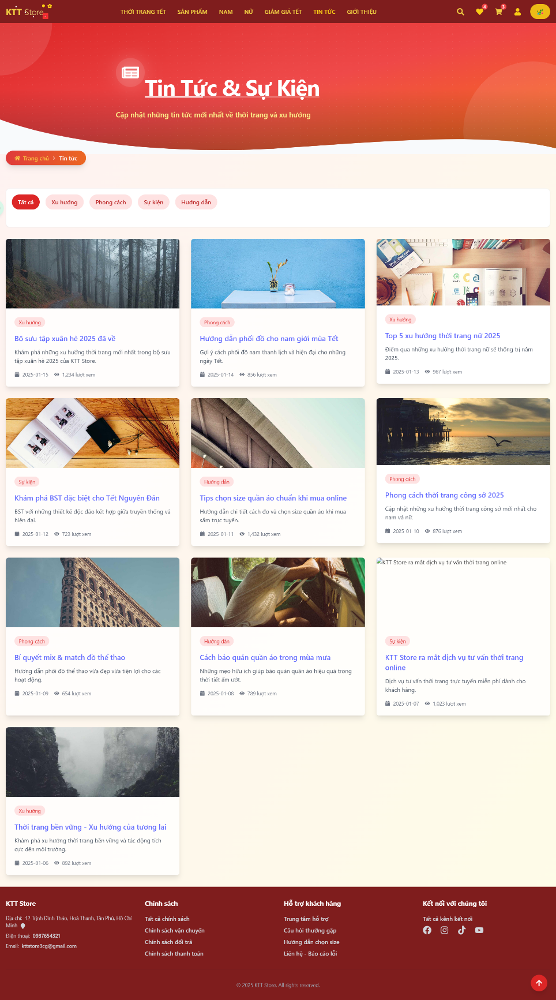 KTT Store
THỜI TRANG TẾT SẢN PHẨM NAM NỮ GIẢM GIÁ TẾT TIN TỨC GIỚI THIỆU
4
3
Tin Tức & Sự Kiện
Cập nhật những tin tức mới nhất về thời trang và xu hướng
Trang chủ > Tin tức
Tất cả Xu hướng Phong cách Sự kiện Hướng dẫn
Xu hướng
Bộ sưu tập xuân hè 2025 đã về
Khám phá những xu hướng thời trang mới nhất trong bộ sưu
tập xuân hè 2025 của KTT Store.
2025-01-15 1,234 lượt xem
Phong cách
Hướng dẫn phối đồ cho nam giới mùa Tết
Gợi ý cách phối đồ nam thanh lịch và hiện đại cho những
ngày Tết.
2025-01-14 856 lượt xem
Xu hướng
Top 5 xu hướng thời trang nữ 2025
Điểm qua những xu hướng thời trang nữ sẽ thống trị năm
2025.
2025-01-13 967 lượt xem
Sự kiện
Khám phá BST đặc biệt cho Tết Nguyên Đán
BST với những thiết kế độc đáo kết hợp giữa truyền thống và
hiện đại.
2025-01-12 723 lượt xem
Hướng dẫn
Tips chọn size quần áo chuẩn khi mua online
Hướng dẫn chi tiết cách đo và chọn size quần áo khi mua
sắm trực tuyến.
2025-01-11 1,432 lượt xem
Phong cách
Phong cách thời trang công sở 2025
Cập nhật những xu hướng thời trang công sở mới nhất cho
nam và nữ.
2025-01-10 876 lượt xem
Phong cách
Bí quyết mix & match đồ thể thao
Hướng dẫn phối đồ thể thao vừa đẹp vừa tiện lợi cho các
hoạt động.
2025-01-09 654 lượt xem
Hướng dẫn
Cách bảo quản quần áo trong mùa mưa
Những mẹo hữu ích giúp bảo quản quần áo hiệu quả trong
thời tiết ẩm ướt.
2025-01-08 789 lượt xem
KTT Store ra mắt dịch vụ tư vấn thời trang online
Sự kiện
KTT Store ra mắt dịch vụ tư vấn thời trang
online
Dịch vụ tư vấn thời trang trực tuyến miễn phí dành cho
khách hàng.
2025-01-07 1,023 lượt xem
Xu hướng
Thời trang bền vững - Xu hướng của tương lai
Khám phá xu hướng thời trang bền vững và tác động tích
cực đến môi trường.
2025-01-06 892 lượt xem
KTT Store
Địa chỉ: 12 Trịnh Đình Thảo, Hoà Thanh, Tân Phú, Hồ Chí
Minh
Điện thoại: 0987654321
Email: kttstore3cg@gmail.com
Chính sách
Tất cả chính sách
Chính sách vận chuyển
Chính sách đổi trả
Chính sách thanh toán
Hỗ trợ khách hàng
Trung tâm hỗ trợ
Câu hỏi thường gặp
Hướng dẫn chọn size
Liên hệ - Báo cáo lỗi
Kết nối với chúng tôi
Tất cả kênh kết nối
© 2025 KTT Store. All rights reserved.